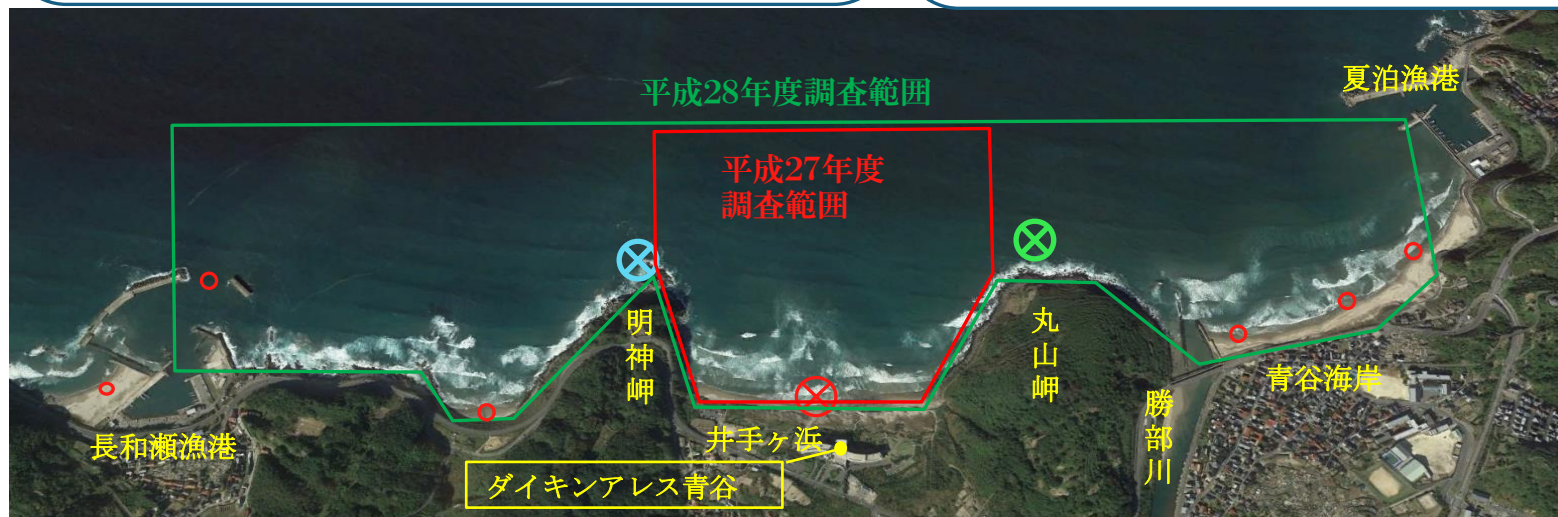 平成28年度調査範囲
夏泊漁港
平成27年度
調査範囲
明神岬
丸山岬
青谷海岸
勝部川
長和瀬漁港
井手ヶ浜
ダイキンアレス青谷